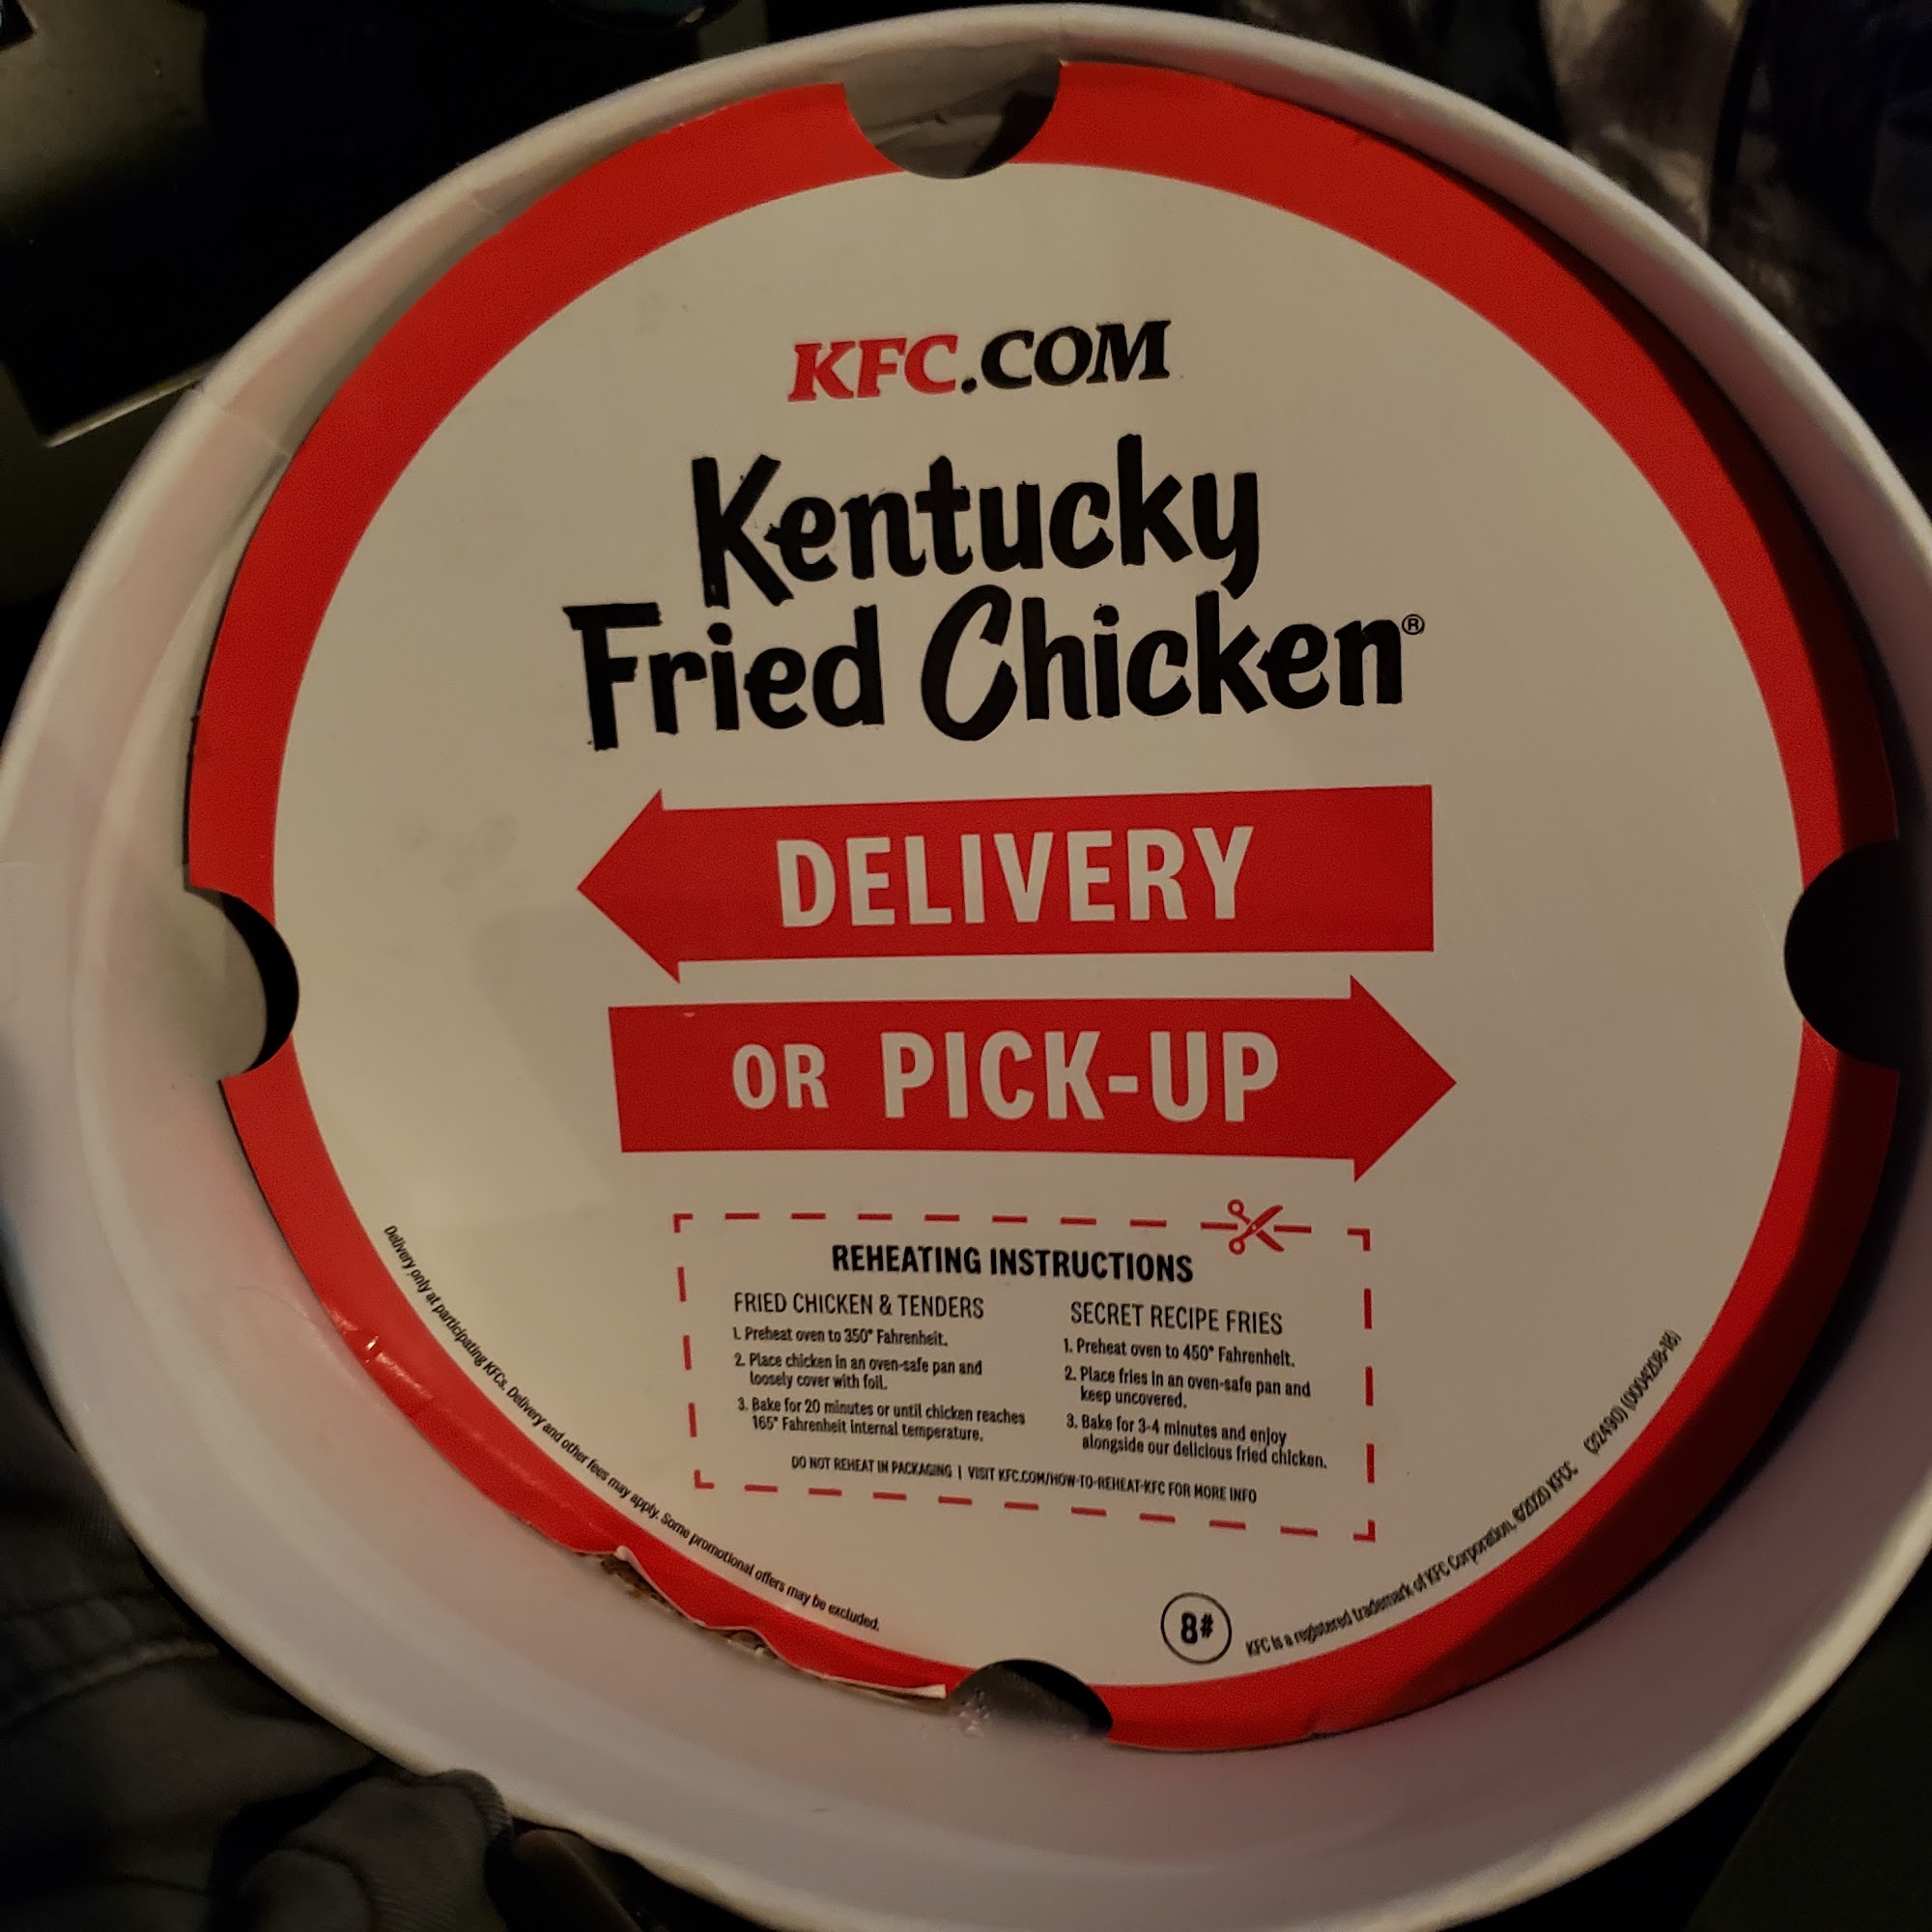 KFC.COM
Kentucky
Fried Chicken®
DELIVERY
OR PICK-UP
REHEATING INSTRUCTIONS
FRIED CHICKEN & TENDERS
1. Preheat oven to 350° Fahrenheit.
2. Place chicken in an oven-safe pan and
loosely cover with foil.
3. Bake for 20 minutes or until chicken reaches
165° Fahrenheit internal temperature.
SECRET RECIPE FRIES
1. Preheat oven to 450° Fahrenheit.
2. Place fries in an oven-safe pan and
keep uncovered.
3. Bake for 3-4 minutes and enjoy
alongside our delicious fried chicken.
DO NOT REHEAT IN PACKAGING | VISIT KFC.COM/HOW-TO-REHEAT-KFC FOR MORE INFO
Delivery only at participating KFCs. Delivery and other fees may apply. Some promotional offers may be excluded.
8#
KFC is a registered trademark of KFC Corporation. ©2020 KFCC (32490) (0004208-18)